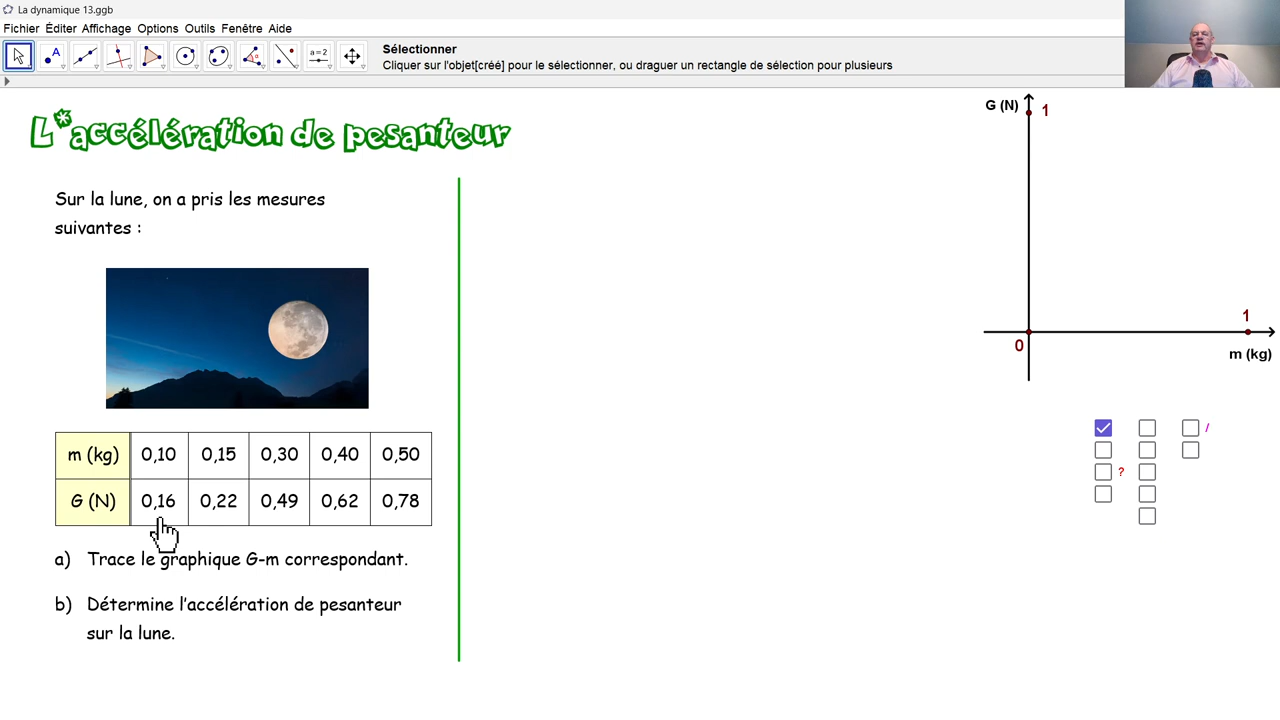 La dynamique 13.ggb
Fichier Éditer Affichage Options Outils Fenêtre Aide
A
a=2
Sélectionner
Cliquer sur l'objet[créé] pour le sélectionner, ou draguer un rectangle de sélection pour plusieurs
L*accélération de pesanteur
Sur la lune, on a pris les mesures
suivantes :
m (kg) 0,10 0,15 0,30 0,40 0,50
G (N) 0,16 0,22 0,49 0,62 0,78
a) Trace le graphique G-m correspondant.
b) Détermine l'accélération de pesanteur
sur la lune.
G (N)
1
1
0
m (kg)
/
?